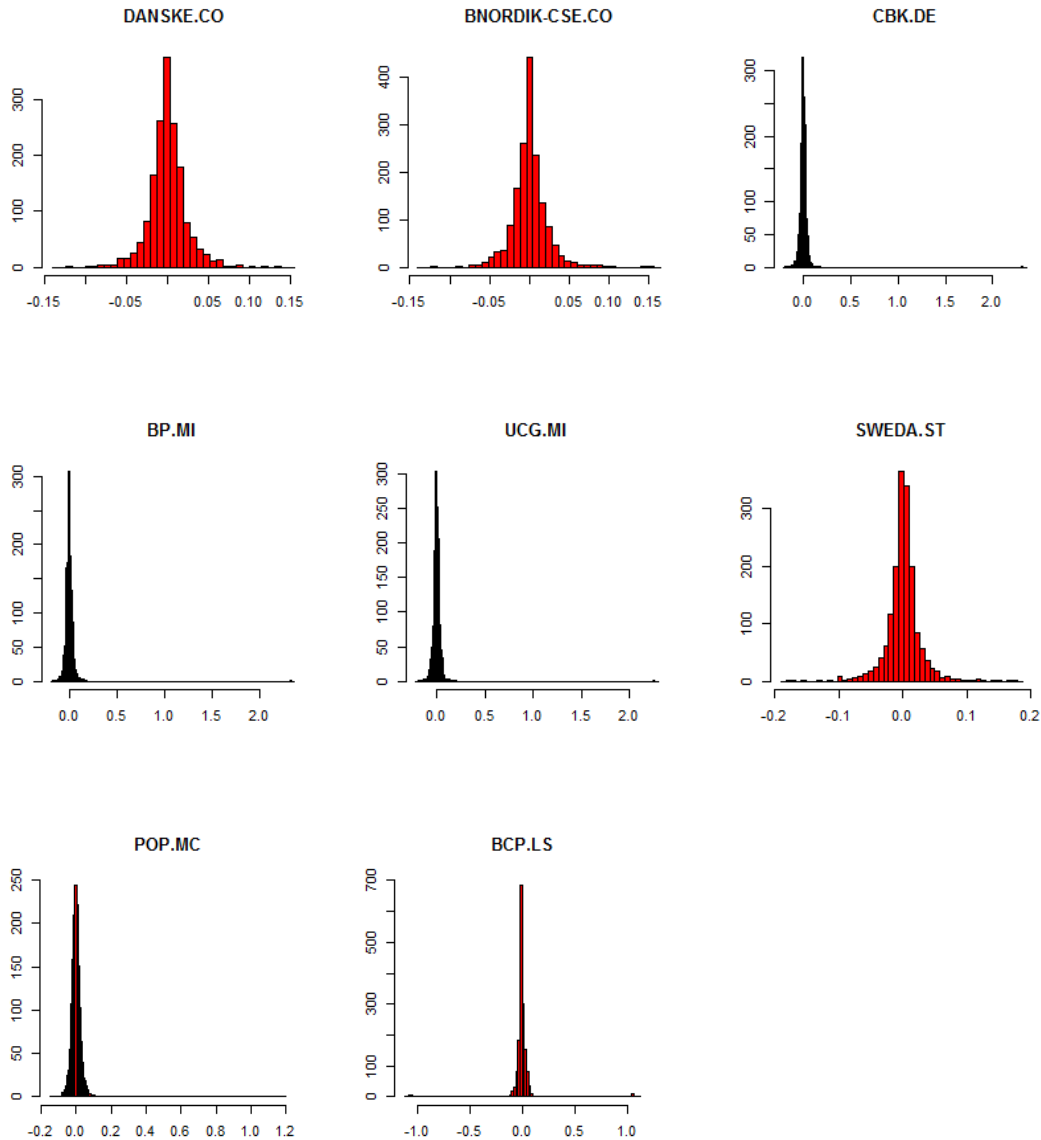 DANSKE.CO
0 100 200 300
-0.15 -0.05 0.05 0.10 0.15
BNORDIK-CSE.CO
0 100 200 300 400
-0.15 -0.05 0.05 0.15
CBK.DE
0 50 100 200 300
0.0 0.5 1.0 2.0
BP.MI
0 50 100 200 300
0.0 0.5 1.0 1.5 2.0
UCG.MI
0 50 100 150 200 250 300
0.0 0.5 1.0 1.5 2.0
SWEDA.ST
0 100 200 300
-0.2 -0.1 0.0 0.1 0.2
POP.MC
0 50 100 150 200 250
-0.2 0.0 0.2 0.4 0.6 0.8 1.0 1.2
BCP.LS
0 100 300 500 700
-1.0 -0.5 0.0 0.5 1.0